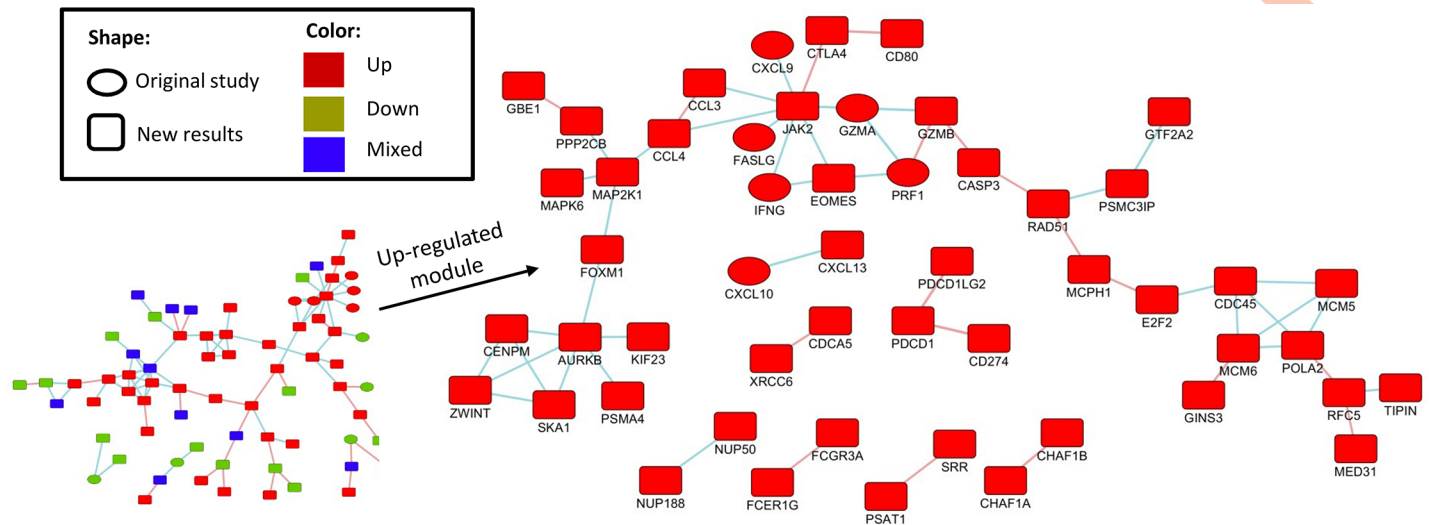 Shape:
Color:
Original study
New results
Up
Down
Mixed
Up-regulated
module
CXCL9
CTLA4
CD80
GBE1
CCL3
PPP2CB
CCL4
JAK2
GZMA
GZMB
GTF2A2
FASLG
MAPK6
MAP2K1
IFNG
EOMES
PRF1
CASP3
RAD51
PSMC3IP
FOXM1
CXCL10
CXCL13
PDCD1LG2
MCPH1
E2F2
CDC45
MCM5
CENPM
AURKB
KIF23
XRCC6
CDCA5
PDCD1
CD274
MCM6
POLA2
ZWINT
SKA1
PSMA4
GINS3
RFC5
TIPIN
MED31
NUP50
NUP188
FCGR3A
FCER1G
SRR
PSAT1
CHAF1B
CHAF1A